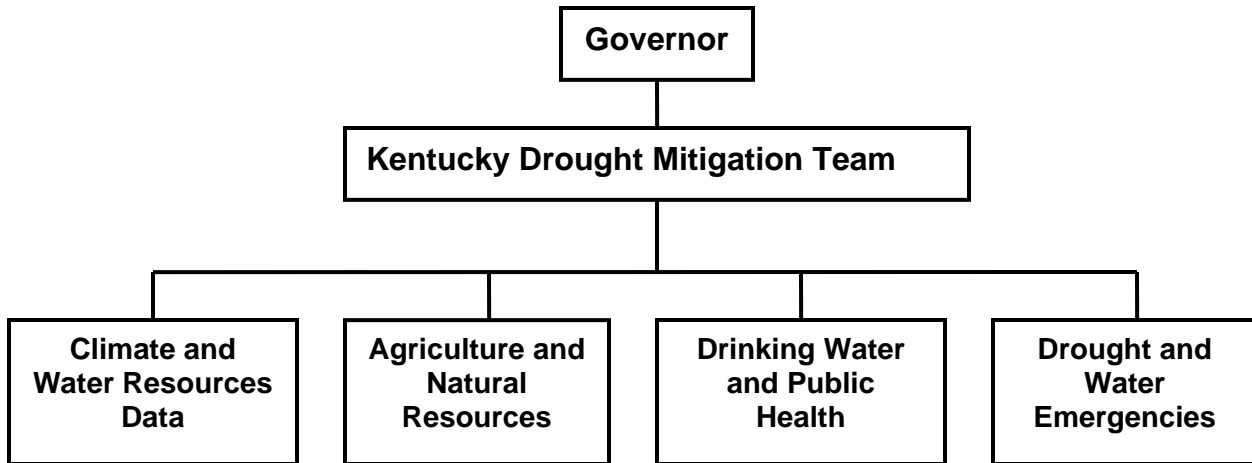 Governor
Kentucky Drought Mitigation Team
Climate and
Water Resources
Data
Agriculture and
Natural
Resources
Drinking Water
and Public
Health
Drought and
Water
Emergencies